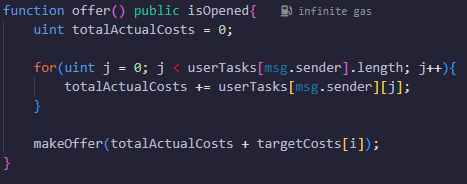 function offer() public isOpened{ infinite gas
uint totalActualCosts = 0;
for(uint j = 0; j < userTasks[msg.sender].length; j++){
totalActualCosts += userTasks[msg.sender][j];
}
makeOffer(totalActualCosts + targetCosts[i]);
}